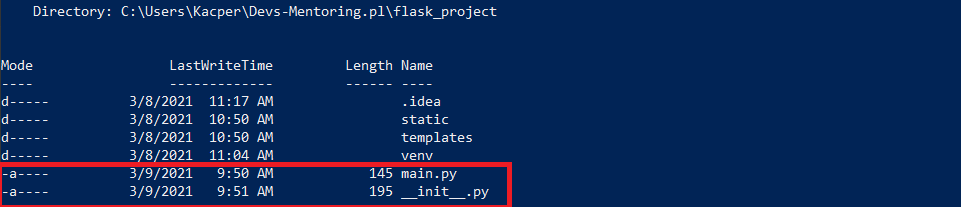 Directory: C:\Users\Kacper\Devs-Mentoring.pl\flask_project
Mode LastWriteTime Length Name
---- ------------- ------ ----
d----- 3/8/2021 11:17 AM .idea
d----- 3/8/2021 10:50 AM static
d----- 3/8/2021 10:50 AM templates
d----- 3/8/2021 11:04 AM venv
-a---- 3/9/2021 9:50 AM 145 main.py
-a---- 3/9/2021 9:51 AM 195 __init__.py